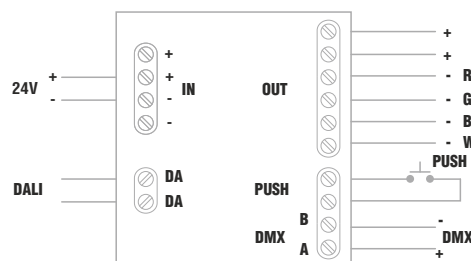 +
+
+ + IN OUT - R
24V
- - - G
- - B
- W
PUSH
DA
DALI PUSH
DA
B -
DMX DMX
A +